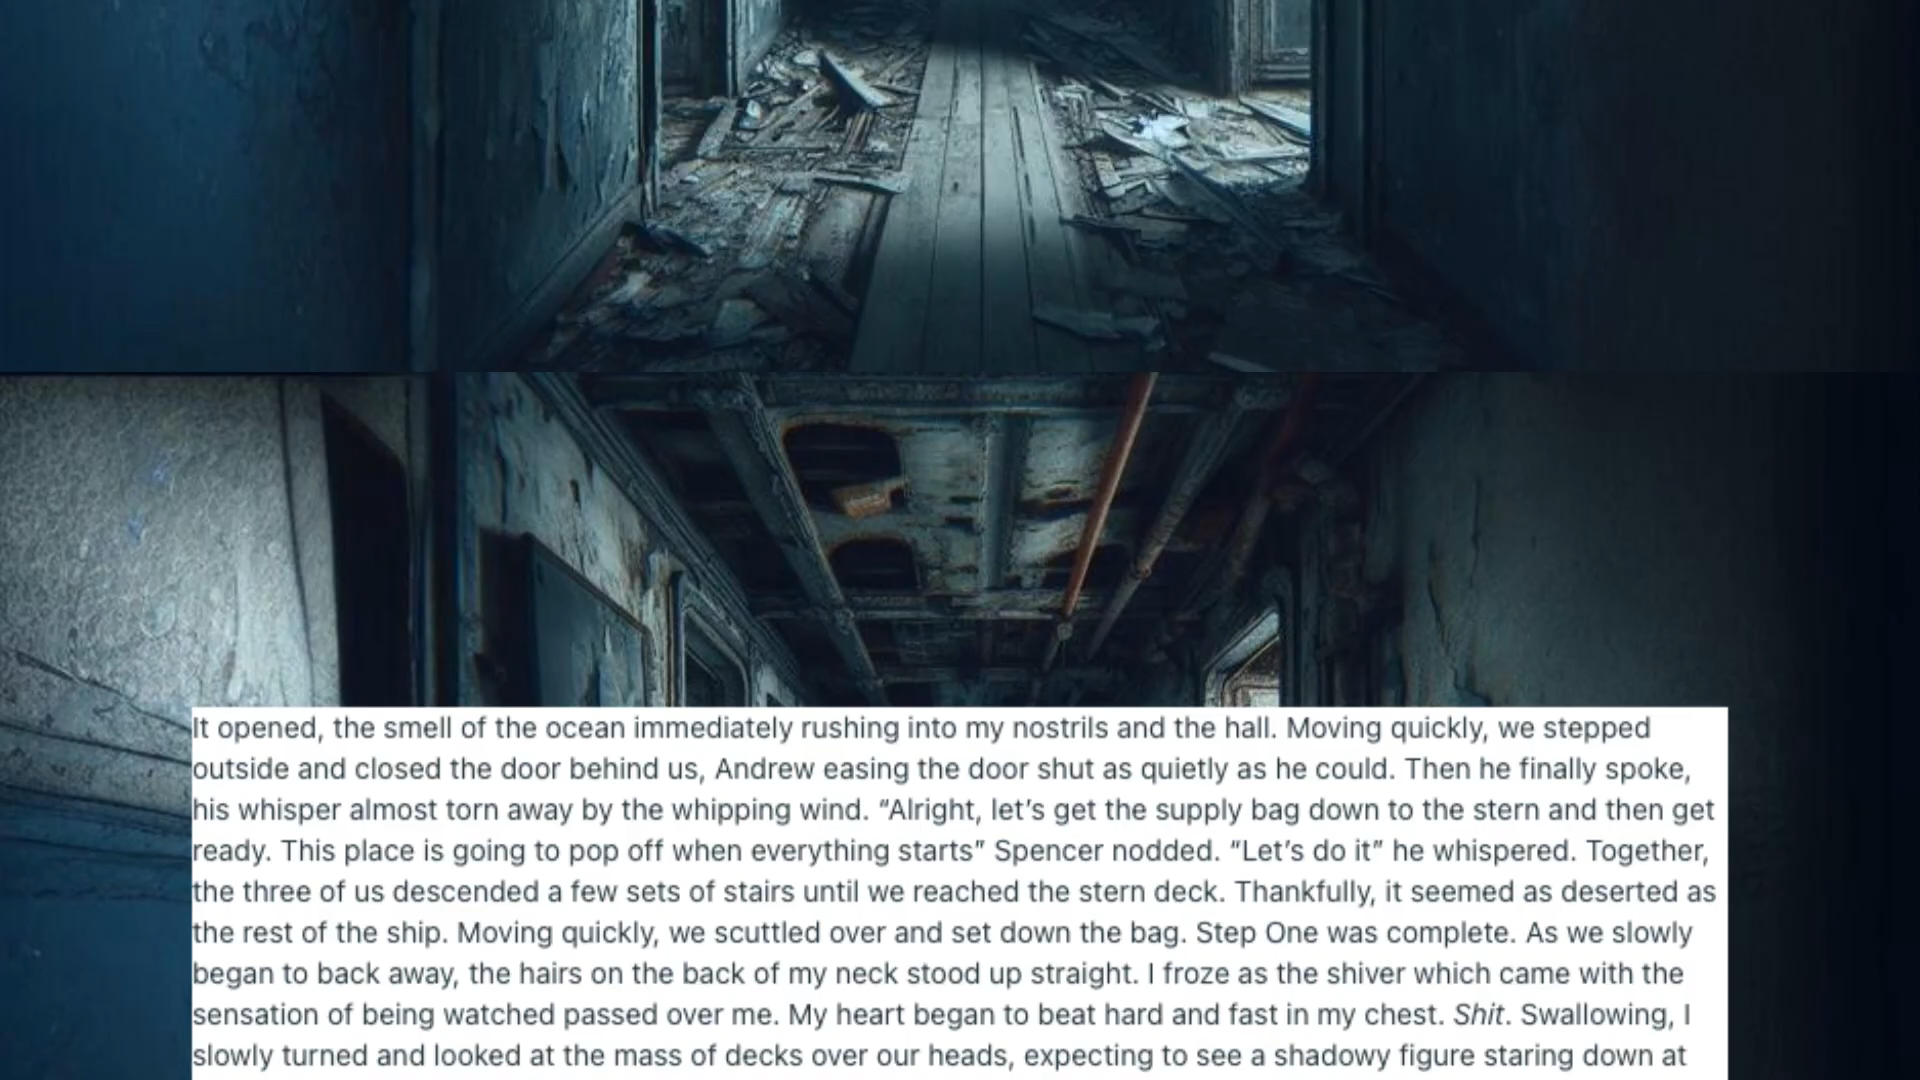 It opened, the smell of the ocean immediately rushing into my nostrils and the hall. Moving quickly, we stepped
outside and closed the door behind us, Andrew easing the door shut as quietly as he could. Then he finally spoke,
his whisper almost torn away by the whipping wind. “Alright, let’s get the supply bag down to the stern and then get
ready. This place is going to pop off when everything starts” Spencer nodded. “Let’s do it” he whispered. Together,
the three of us descended a few sets of stairs until we reached the stern deck. Thankfully, it seemed as deserted as
the rest of the ship. Moving quickly, we scuttled over and set down the bag. Step One was complete. As we slowly
began to back away, the hairs on the back of my neck stood up straight. I froze as the shiver which came with the
sensation of being watched passed over me. My heart began to beat hard and fast in my chest. Shit. Swallowing, I
slowly turned and looked at the mass of decks over our heads, expecting to see a shadowy figure staring down at